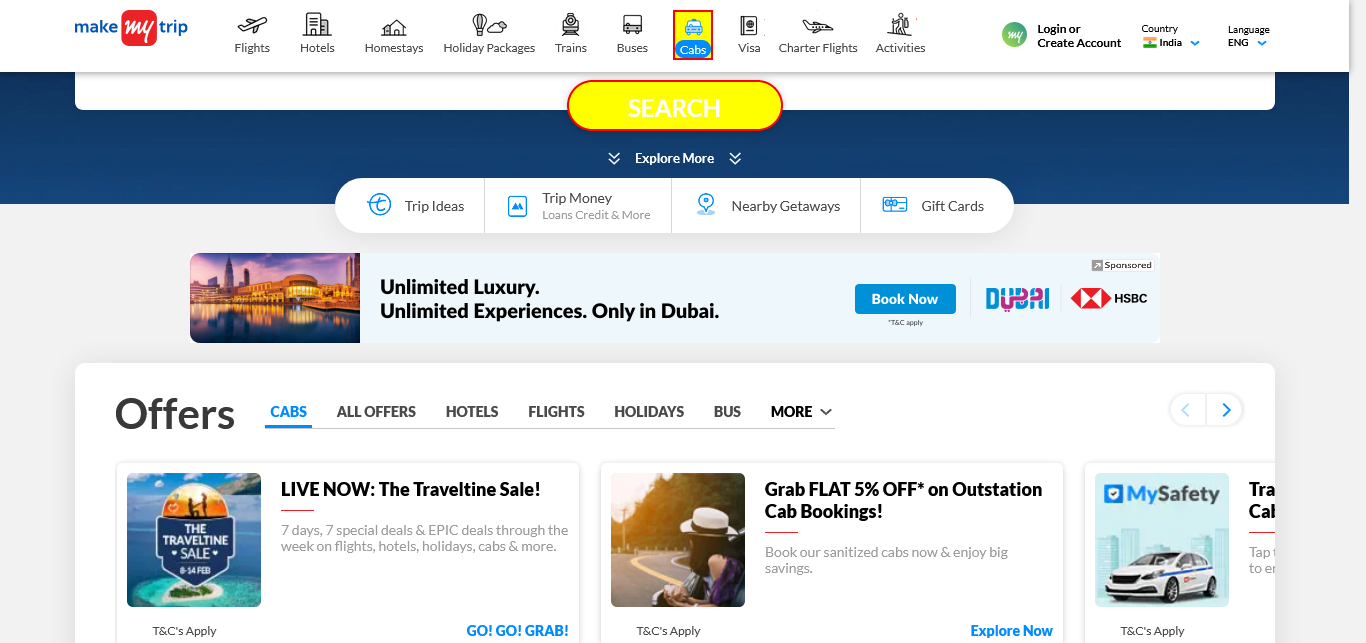 make my trip
Flights
Hotels
Homestays
Holiday Packages
Trains
Buses
Cabs
Visa
Charter Flights
Activities
my
Login or
Create Account
Country
India
Language
ENG
SEARCH
Explore More
Trip Ideas
Trip Money
Loans Credit & More
Nearby Getaways
Gift Cards
Sponsored
Unlimited Luxury.
Unlimited Experiences. Only in Dubai.
Book Now
*T&C apply
DUBAI
HSBC
Offers
CABS
ALL OFFERS
HOTELS
FLIGHTS
HOLIDAYS
BUS
MORE
THE
TRAVELTINE
SALE
8-14 FEB
LIVE NOW: The Traveltine Sale!
7 days, 7 special deals & EPIC deals through the
week on flights, hotels, holidays, cabs & more.
T&C's Apply
GO! GO! GRAB!
Grab FLAT 5% OFF* on Outstation
Cab Bookings!
Book our sanitized cabs now & enjoy big
savings.
T&C's Apply
Explore Now
MySafety
Tra
Cab
Tap t
to en
T&C's Apply